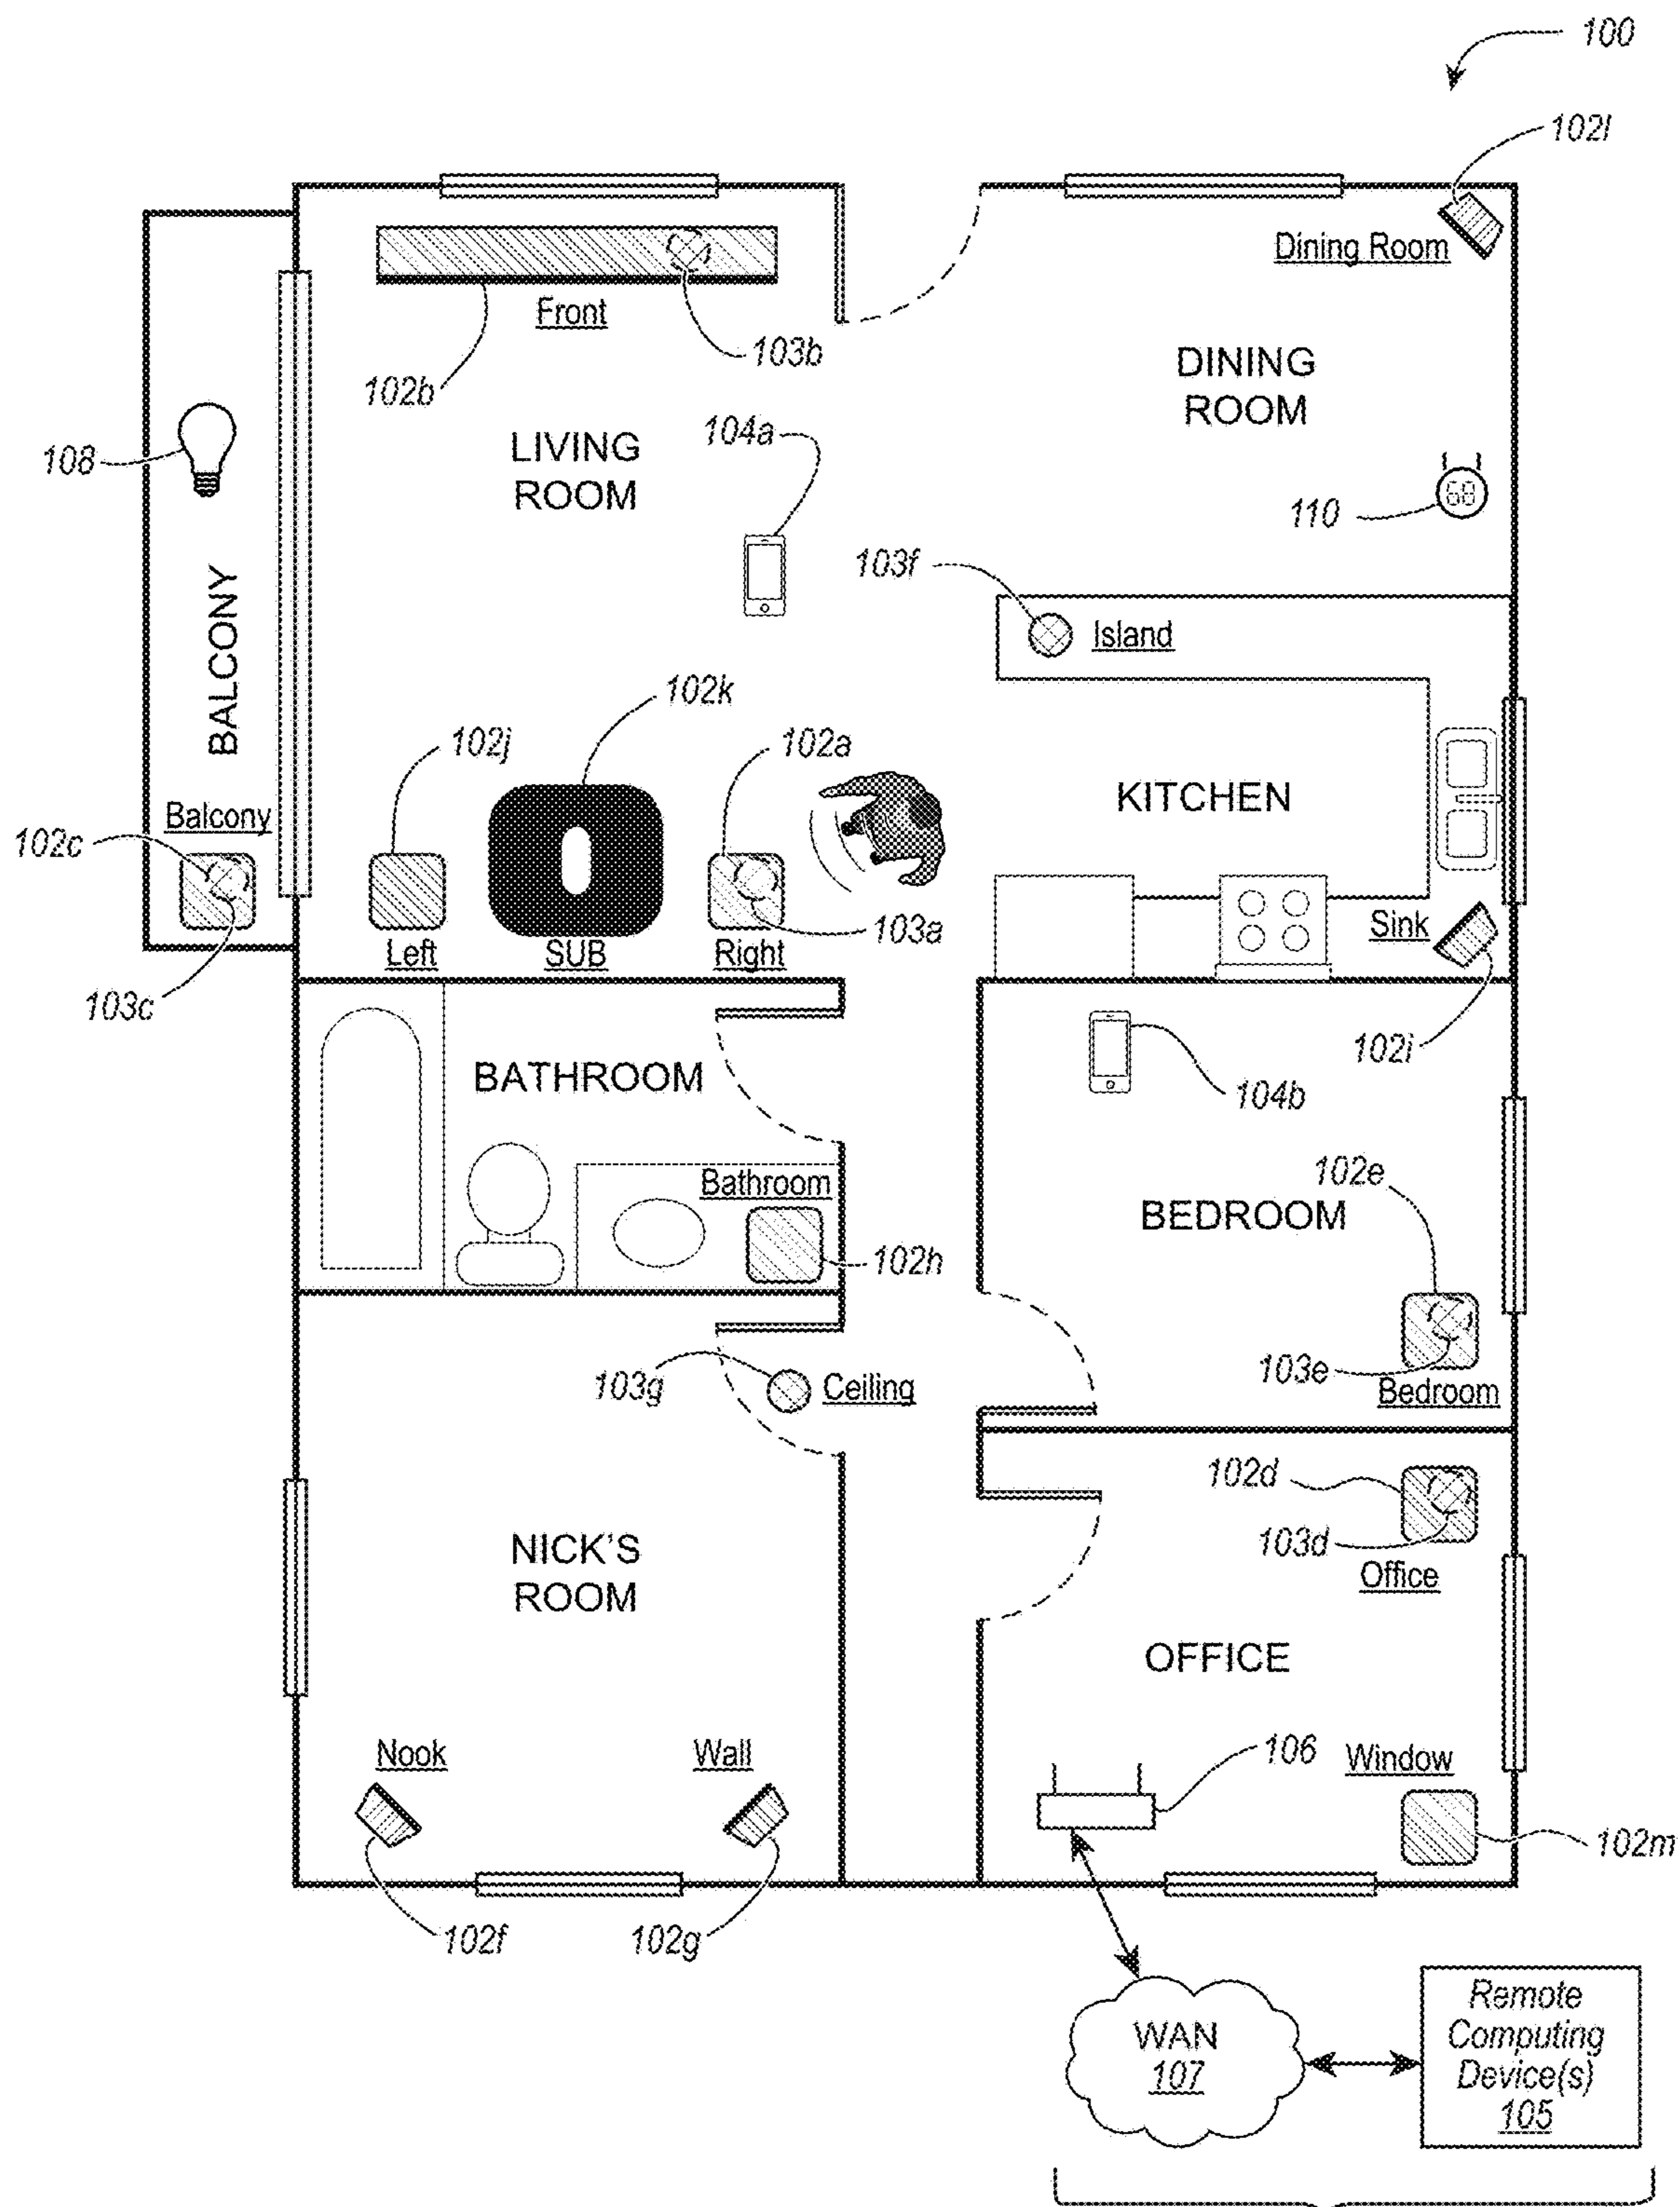 100
102l
Dining Room
Front
103b
102b
DINING
ROOM
104a
LIVING
ROOM
108
68
110
103f
Island
BALCONY
102k
102j
102a
KITCHEN
Balcony
102c
Sink
103a
Left
SUB
Right
103c
102i
BATHROOM
104b
102e
Bathroom
BEDROOM
102h
103e
103g
Ceiling
Bedroom
102d
103d
NICK'S
ROOM
Office
OFFICE
Nook
Wall
106
Window
102m
102f
102g
WAN
107
Remote
Computing
Device(s)
105